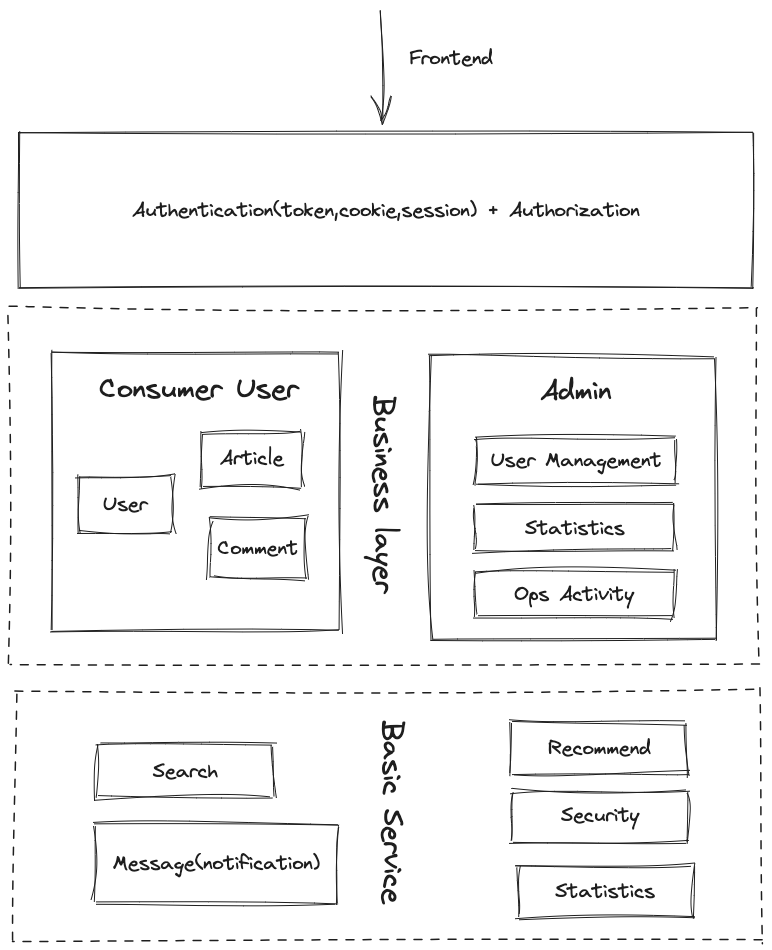 Frontend
Authentication(token,cookie,session) + Authorization
Consumer User
Article
User
Comment
Business layer
Admin
User Management
Statistics
Ops Activity
Search
Message(notification)
Basic Service
Recommend
Security
Statistics